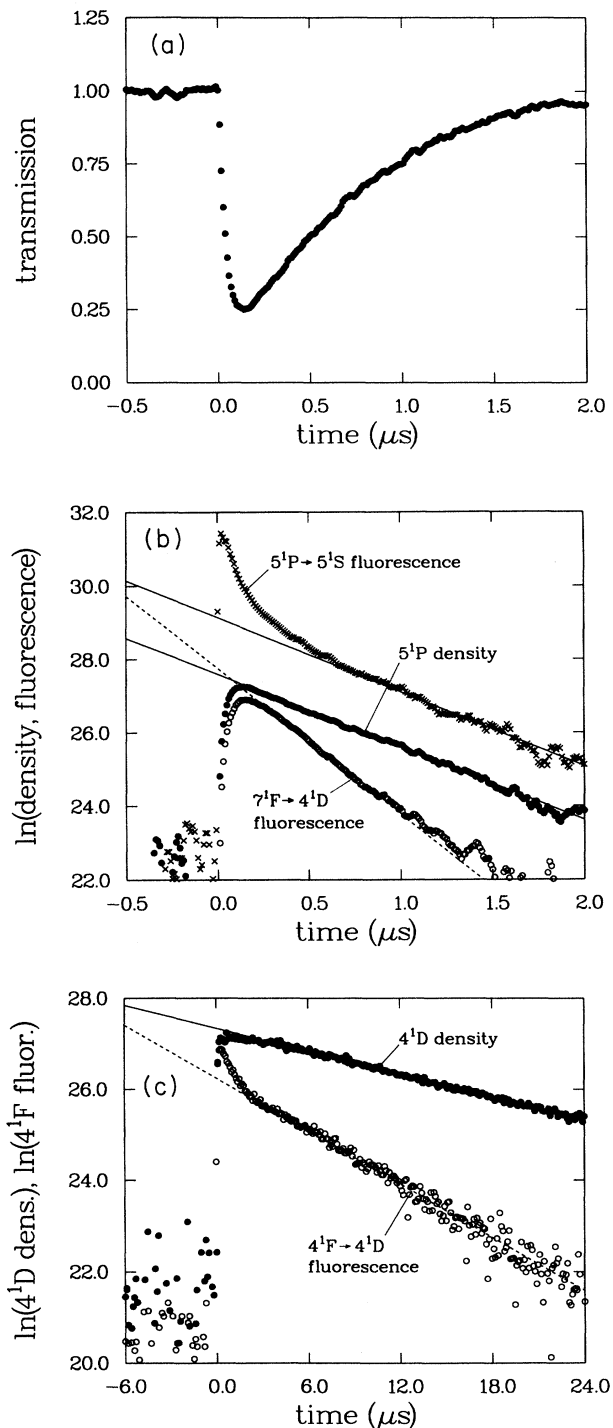 (a)
transmission
1.25
1.00
0.75
0.50
0.25
0.00
−0.5 0.0 0.5 1.0 1.5 2.0
time (μs)
(b)
ln(density, fluorescence)
32.0
30.0
28.0
26.0
24.0
22.0
5¹P→5¹S fluorescence
5¹P density
7¹F→4¹D
fluorescence
−0.5 0.0 0.5 1.0 1.5 2.0
time (μs)
(c)
ln(4¹D dens.), ln(4¹F fluor.)
28.0
26.0
24.0
22.0
20.0
4¹D density
4¹F→4¹D
fluorescence
−6.0 0.0 6.0 12.0 18.0 24.0
time (μs)